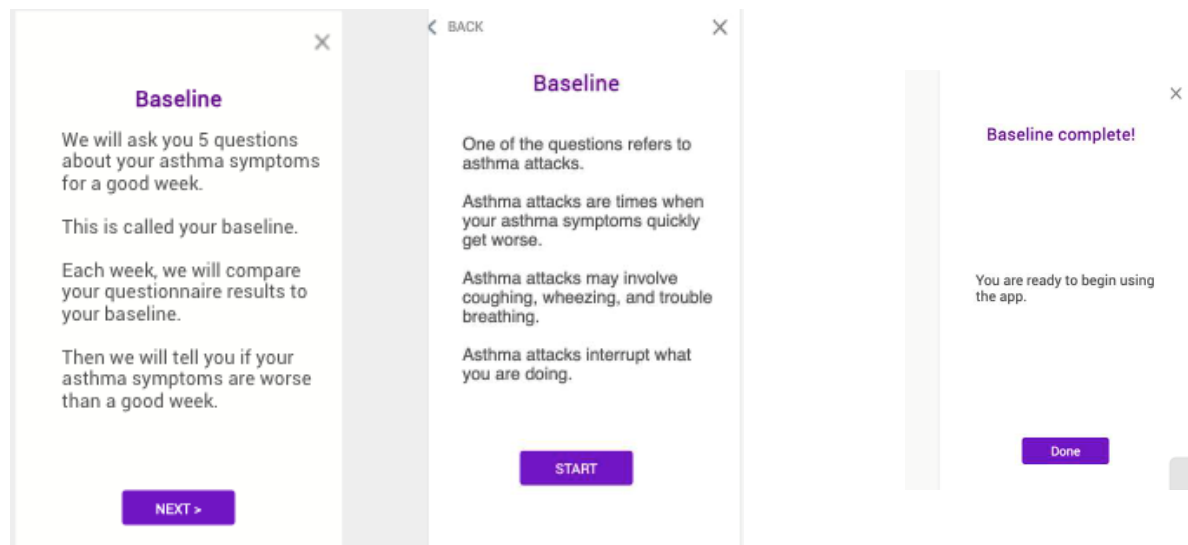 Baseline
We will ask you 5 questions
about your asthma symptoms
for a good week.
This is called your baseline.
Each week, we will compare
your questionnaire results to
your baseline.
Then we will tell you if your
asthma symptoms are worse
than a good week.
NEXT >
BACK
Baseline
One of the questions refers to
asthma attacks.
Asthma attacks are times when
your asthma symptoms quickly
get worse.
Asthma attacks may involve
coughing, wheezing, and trouble
breathing.
Asthma attacks interrupt what
you are doing.
START
Baseline complete!
You are ready to begin using
the app.
Done